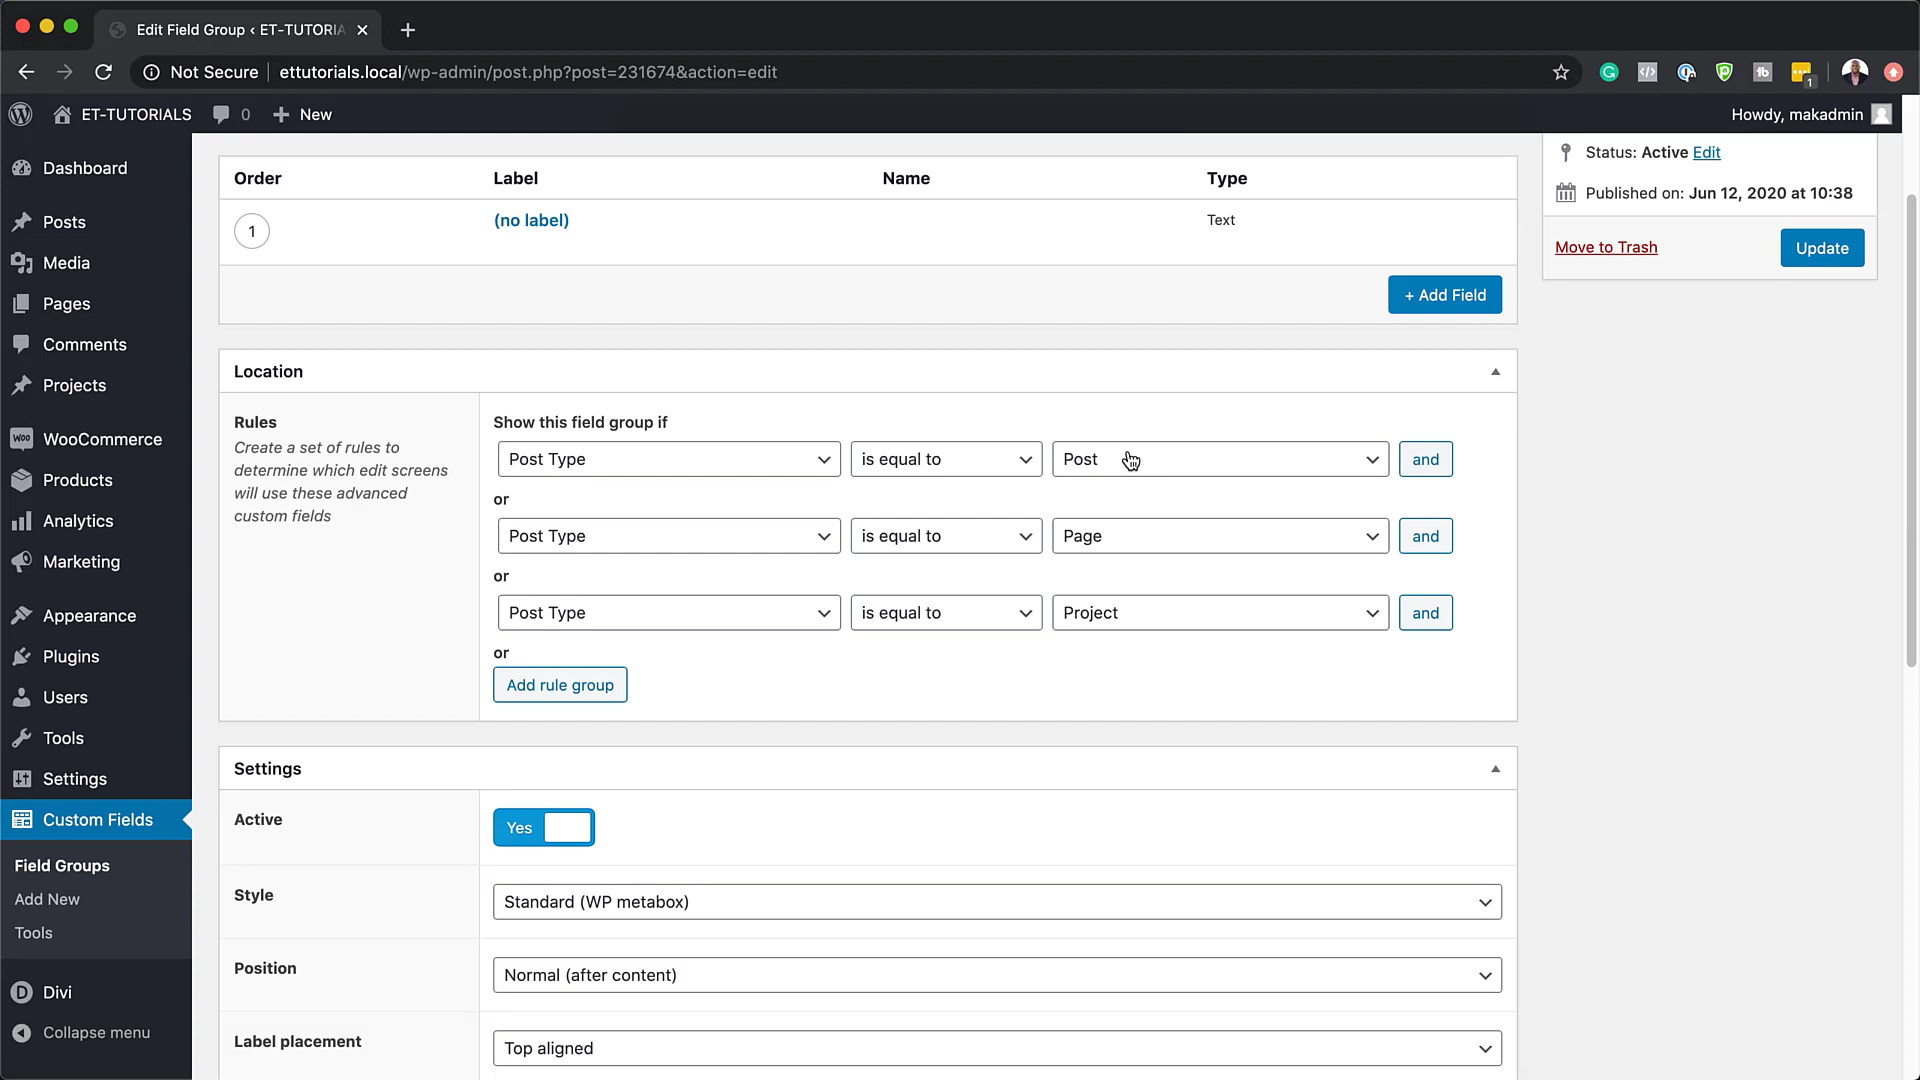 Edit Field Group ‹ ET-TUTORIA
Not Secure
ettutorials.local/wp-admin/post.php?post=231674&action=edit
1
ET-TUTORIALS
0
New
Howdy, makadmin
Dashboard
Posts
Media
Pages
Comments
Projects
WooCommerce
Products
Analytics
Marketing
Appearance
Plugins
Users
Tools
Settings
Custom Fields
Field Groups
Add New
Tools
Divi
Collapse menu
Order Label Name Type
1 (no label) Text
+ Add Field
Location
Rules
Create a set of rules to
determine which edit screens
will use these advanced
custom fields
Show this field group if
Post Type is equal to Post and
or
Post Type is equal to Page and
or
Post Type is equal to Project and
or
Add rule group
Settings
Active
Yes
Style
Standard (WP metabox)
Position
Normal (after content)
Label placement
Top aligned
Status: Active Edit
Published on: Jun 12, 2020 at 10:38
Move to Trash
Update